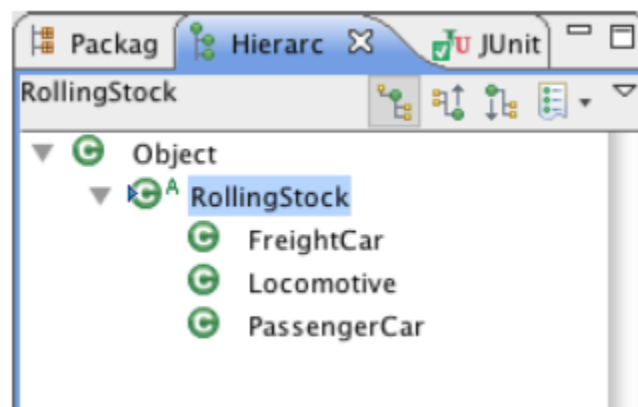 Packag Hierarc JUnit
RollingStock
Object
A RollingStock
FreightCar
Locomotive
PassengerCar